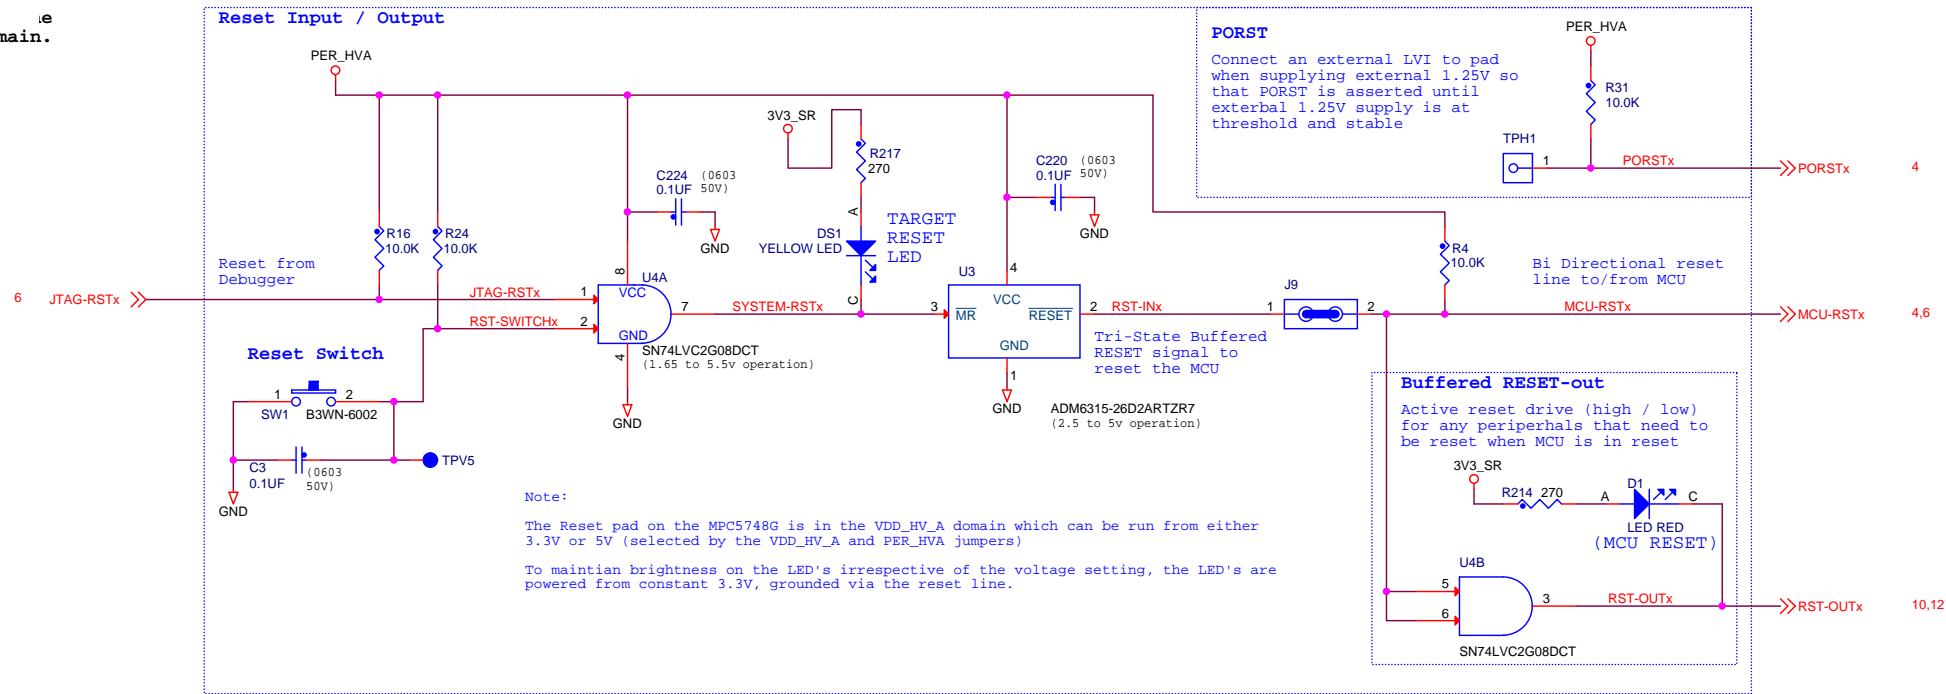 main.
Reset Input / Output
PER_HVA
PORST
Connect an external LVI to pad
when supplying external 1.25V so
that PORST is asserted until
exterbal 1.25V supply is at
threshold and stable
PER_HVA
R31
10.0K
TPH1
1
PORSTx
PORSTx
4
3V3_SR
R217
270
C224
0.1UF
(0603
50V)
GND
C220
0.1UF
(0603
50V)
GND
R16
10.0K
R24
10.0K
A
DS1
YELLOW LED
C
TARGET
RESET
LED
R4
10.0K
Reset from
Debugger
6
JTAG-RSTx
JTAG-RSTx
1
RST-SWITCHx
2
8
U4A
VCC
GND
4
7
SN74LVC2G08DCT
(1.65 to 5.5v operation)
GND
SYSTEM-RSTx
3
U3
4
VCC
MR
RESET
GND
1
2
GND
ADM6315-26D2ARTZR7
(2.5 to 5v operation)
RST-INx
Tri-State Buffered
RESET signal to
reset the MCU
J9
1
2
Bi Directional reset
line to/from MCU
MCU-RSTx
MCU-RSTx
4,6
Reset Switch
1
2
SW1
B3WN-6002
C3
0.1UF
(0603
50V)
TPV5
GND
Note:
The Reset pad on the MPC5748G is in the VDD_HV_A domain which can be run from either
3.3V or 5V (selected by the VDD_HV_A and PER_HVA jumpers)
To maintian brightness on the LED's irrespective of the voltage setting, the LED's are
powered from constant 3.3V, grounded via the reset line.
Buffered RESET-out
Active reset drive (high / low)
for any periperhals that need to
be reset when MCU is in reset
3V3_SR
R214
270
A
D1
C
LED RED
(MCU RESET)
U4B
5
6
3
SN74LVC2G08DCT
RST-OUTx
RST-OUTx
10,12